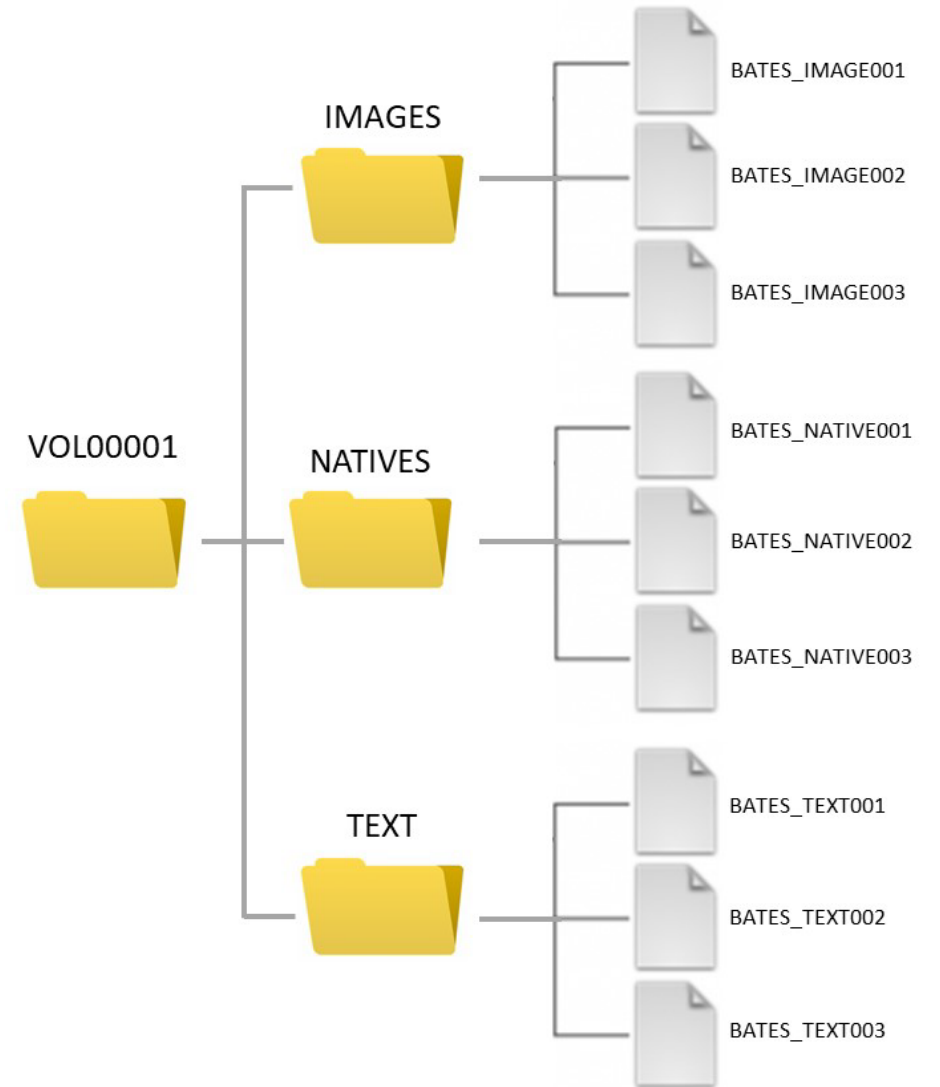 VOL00001
IMAGES
BATES_IMAGE001
BATES_IMAGE002
BATES_IMAGE003
NATIVES
BATES_NATIVE001
BATES_NATIVE002
BATES_NATIVE003
TEXT
BATES_TEXT001
BATES_TEXT002
BATES_TEXT003